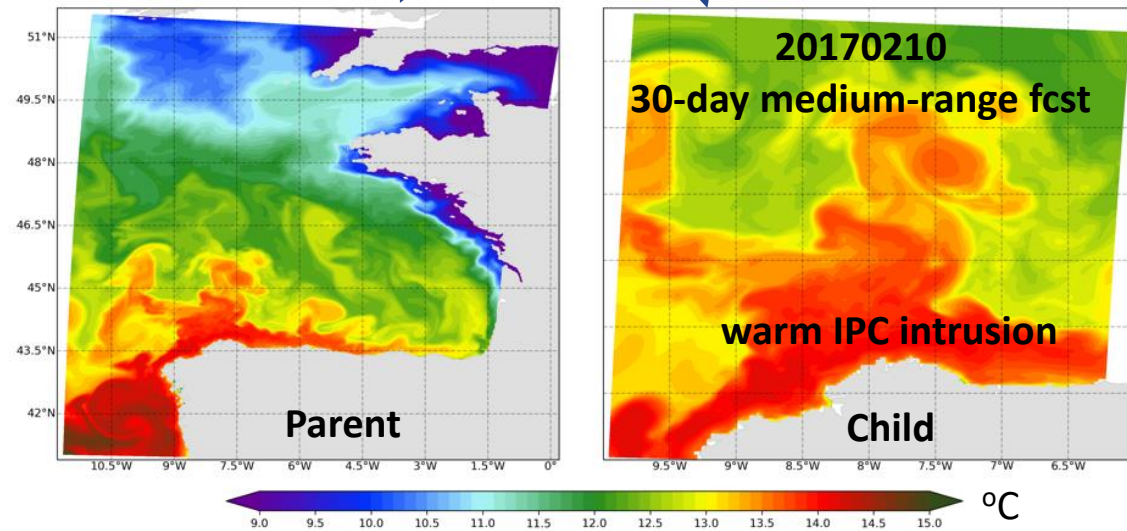 51°N
49.5°N
48°N
46.5°N
45°N
43.5°N
42°N
10.5°W 9°W 7.5°W 6°W 4.5°W 3°W 1.5°W 0°
Parent
20170210
30-day medium-range fcst
warm IPC intrusion
Child
9.5°W 9°W 8.5°W 8°W 7.5°W 7°W 6.5°W
9.0 9.5 10.0 10.5 11.0 11.5 12.0 12.5 13.0 13.5 14.0 14.5 15.0
°C